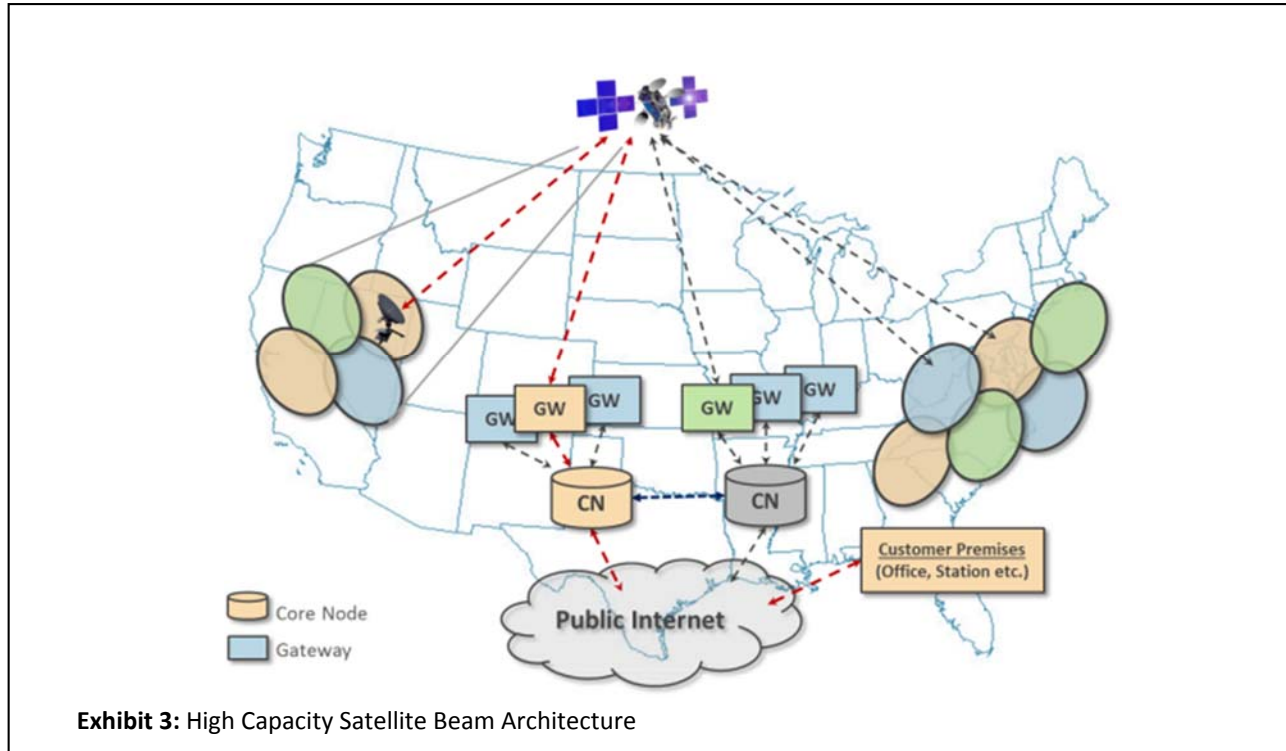 GW
GW
GW
GW
GW
GW
CN
CN
Customer Premises
(Office, Station etc.)
Public Internet
Core Node
Gateway
Exhibit 3: High Capacity Satellite Beam Architecture